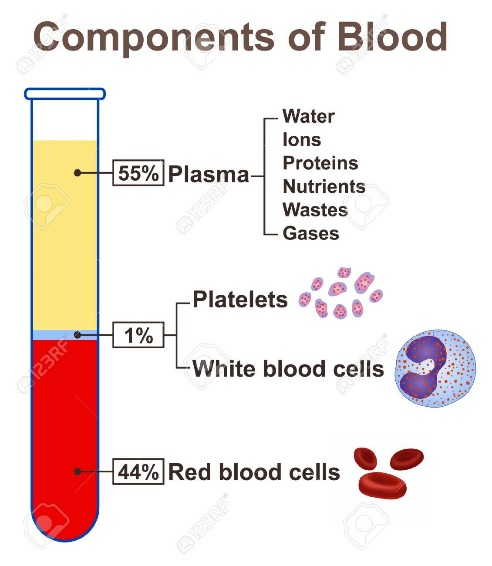 Components of Blood
Water
Ions
Proteins
55% Plasma
Nutrients
Wastes
Gases
Platelets
1%
White blood cells
44% Red blood cells
123RF